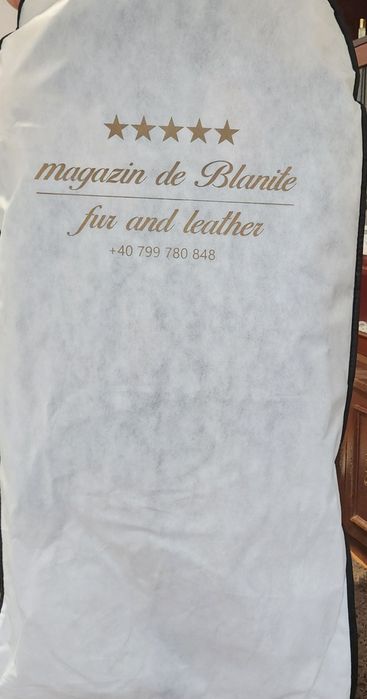 ★★★★★
magazin de Blanite
fur and leather
+40 799 780 848